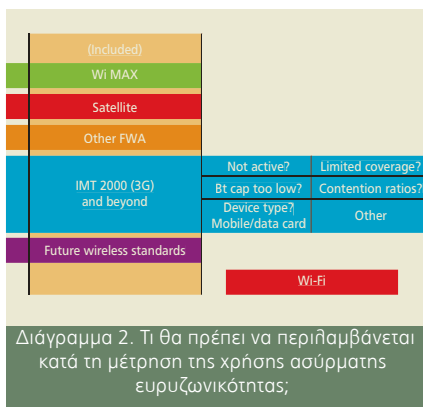 (Included)
Wi MAX
Satellite
Other FWA
IMT 2000 (3G)
and beyond
Not active?
Limited coverage?
Bt cap too low?
Contention ratios?
Device type?
Mobile/data card
Other
Future wireless standards
Wi-Fi
Διάγραμμα 2. Τι θα πρέπει να περιλαμβάνεται
κατά τη μέτρηση της χρήσης ασύρματης
ευρυζωνικότητας;